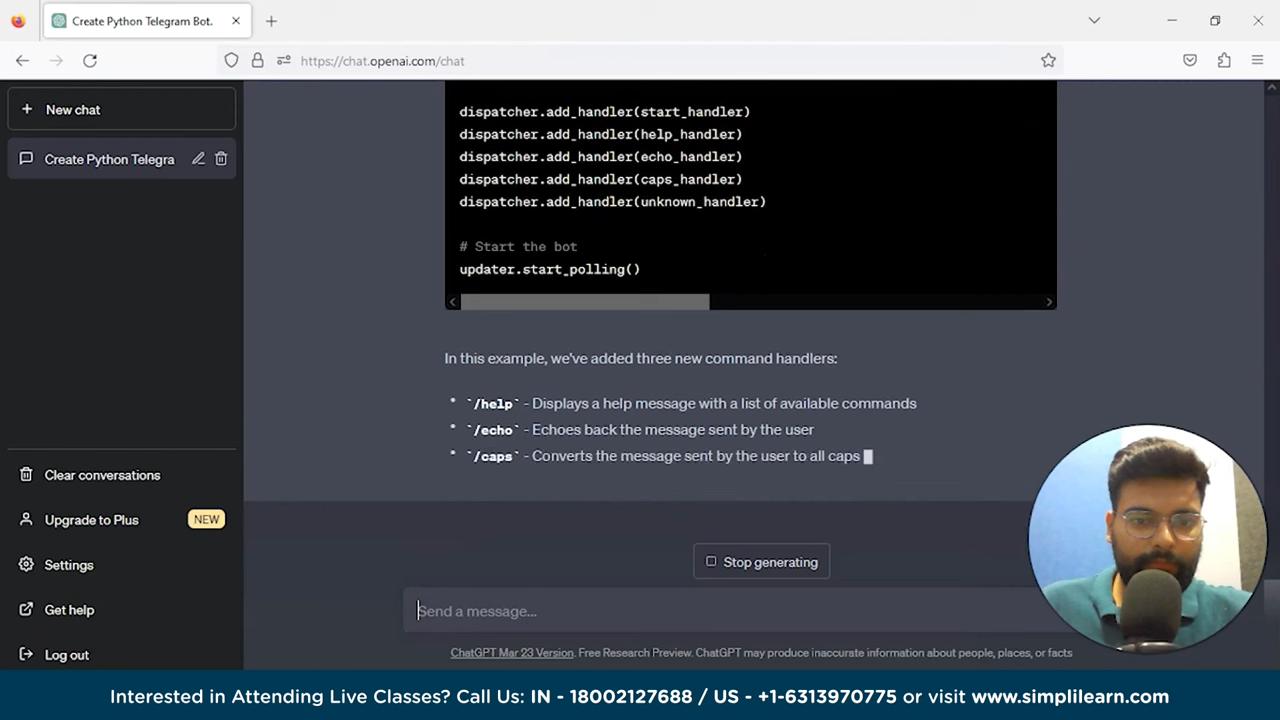 Create Python Telegram Bot.
https://chat.openai.com/chat
New chat
Create Python Telegra
dispatcher.add_handler(start_handler)
dispatcher.add_handler(help_handler)
dispatcher.add_handler(echo_handler)
dispatcher.add_handler(caps_handler)
dispatcher.add_handler(unknown_handler)
# Start the bot
updater.start_polling()
In this example, we've added three new command handlers:
• `/help` - Displays a help message with a list of available commands
• `/echo` - Echoes back the message sent by the user
• `/caps` - Converts the message sent by the user to all caps
Clear conversations
Upgrade to Plus NEW
Settings
Get help
Log out
Stop generating
Send a message...
ChatGPT Mar 23 Version. Free Research Preview. ChatGPT may produce inaccurate information about people, places, or facts
Interested in Attending Live Classes? Call Us: IN - 18002127688 / US - +1-6313970775 or visit www.simplilearn.com